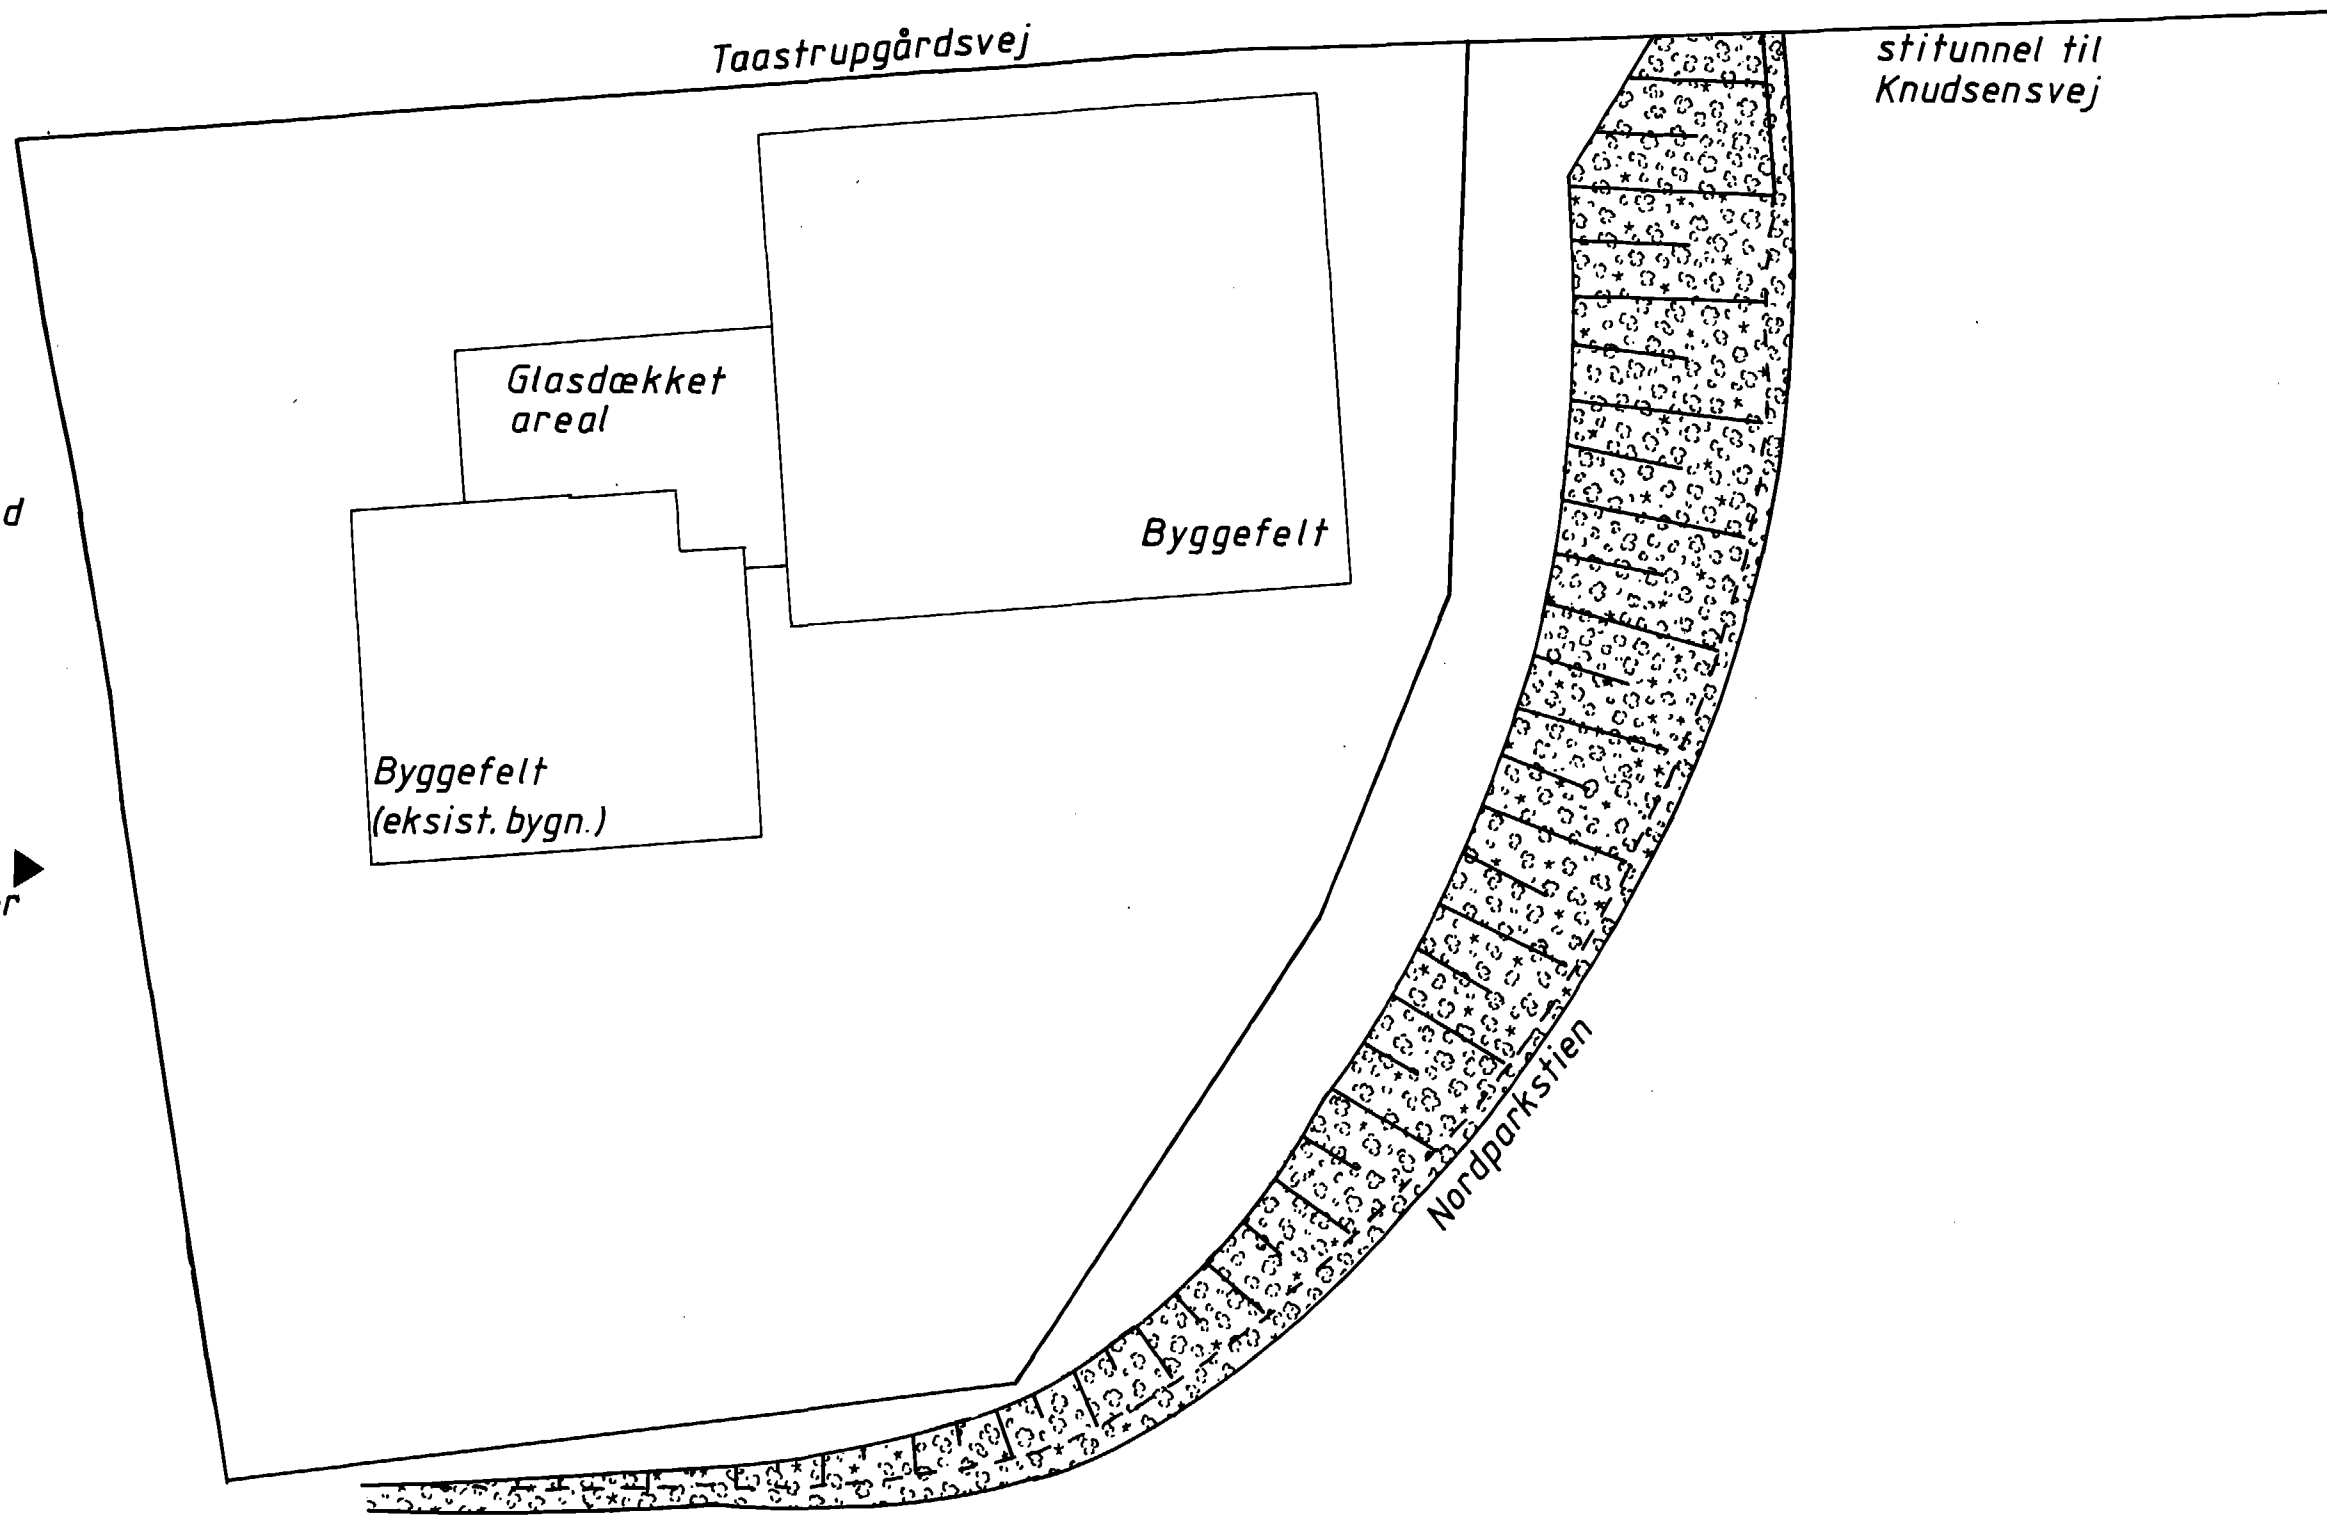 Taastrupgårdsvej
stitunnel til
Knudsensvej
Glasdækket
areal
d
Byggefelt
Byggefelt
(eksist. bygn.)
r
Nordparkstien